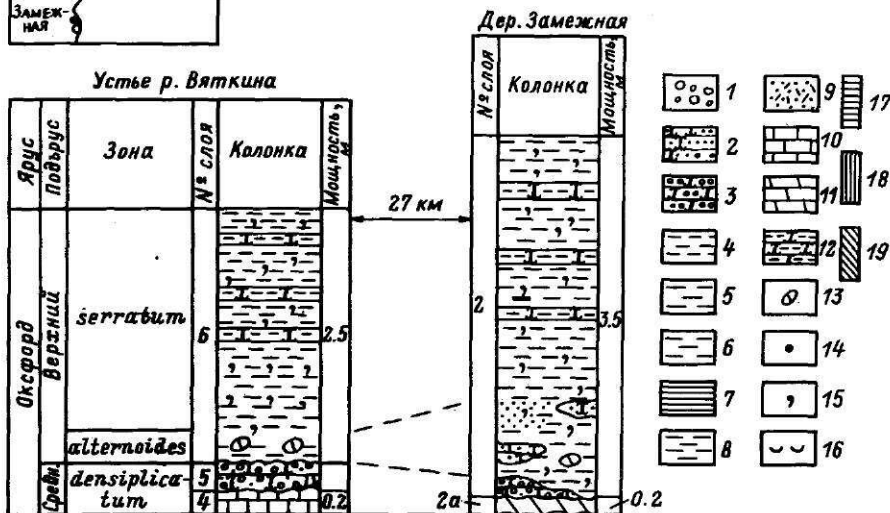 Замеж-
ная
Дер. Замежная
Устье р. Вяткина
Ярус
Подъярус
Зона
№ слоя
Колонка
Мощность, м
№ слоя
Колонка
Мощность, м
27 км
Оксфорд
Верхний
Средн.
serratum
alternoides
densiplica-
tum
6
5
4
2.5
0.2
2
2а
3.5
0.2
1
2
3
4
5
6
7
8
9
10
11
12
13
14
15
16
17
18
19